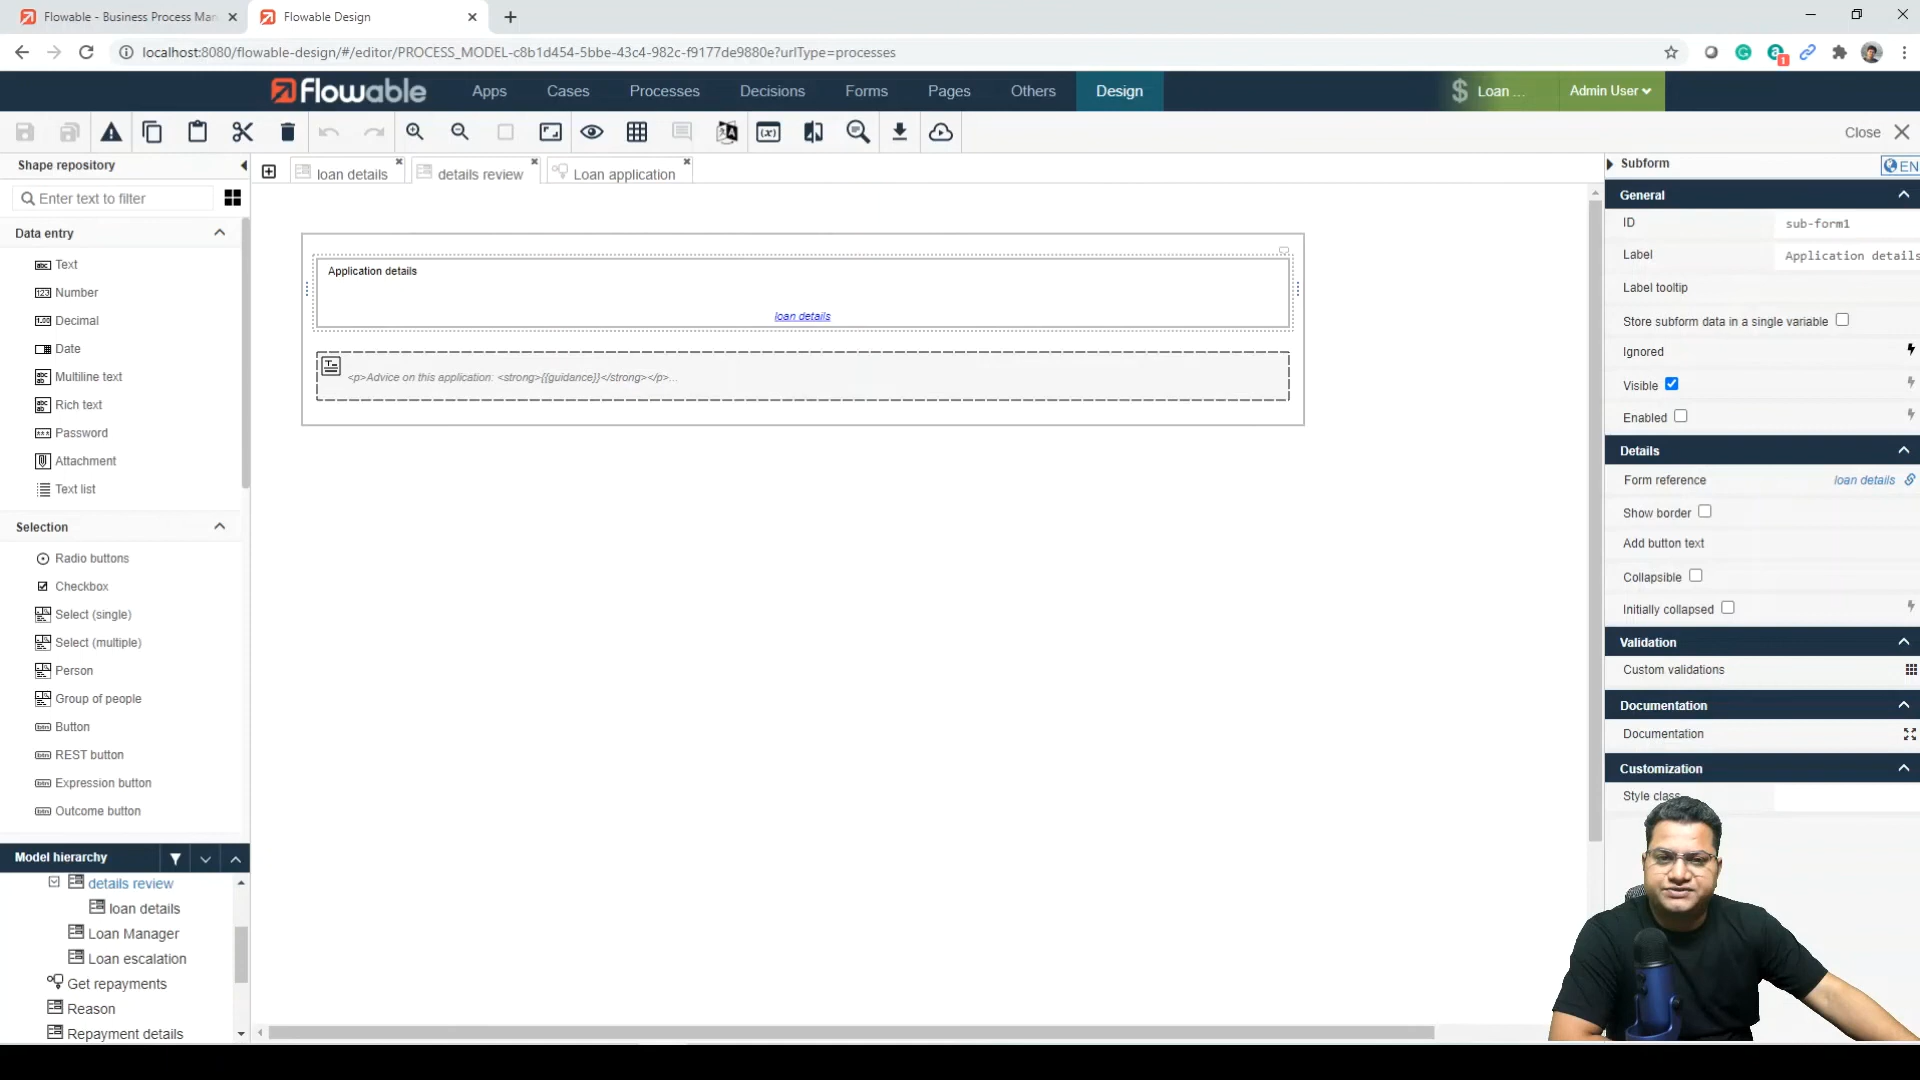 Flowable - Business Process Man
Flowable Design
localhost:8080/flowable-design/#/editor/PROCESS_MODEL-c8b1d454-5bbe-43c4-982c-f9177de9880e?urlType=processes
1
flowable
Apps
Cases
Processes
Decisions
Forms
Pages
Others
Design
$ Loan ...
Admin User
Close
Shape repository
loan details
details review
Loan application
Subform
EN
Enter text to filter
Data entry
Text
Number
Decimal
Date
Multiline text
Rich text
Password
Attachment
Text list
Selection
Radio buttons
Checkbox
Select (single)
Select (multiple)
Person
Group of people
Button
REST button
Expression button
Outcome button
Model hierarchy
details review
loan details
Loan Manager
Loan escalation
Get repayments
Reason
Repayment details
Application details
loan details
<p>Advice on this application: <strong>{{guidance}}</strong></p>...
General
ID
sub-form1
Label
Application details
Label tooltip
Store subform data in a single variable
Ignored
Visible
Enabled
Details
Form reference
loan details
Show border
Add button text
Collapsible
Initially collapsed
Validation
Custom validations
Documentation
Documentation
Customization
Style class